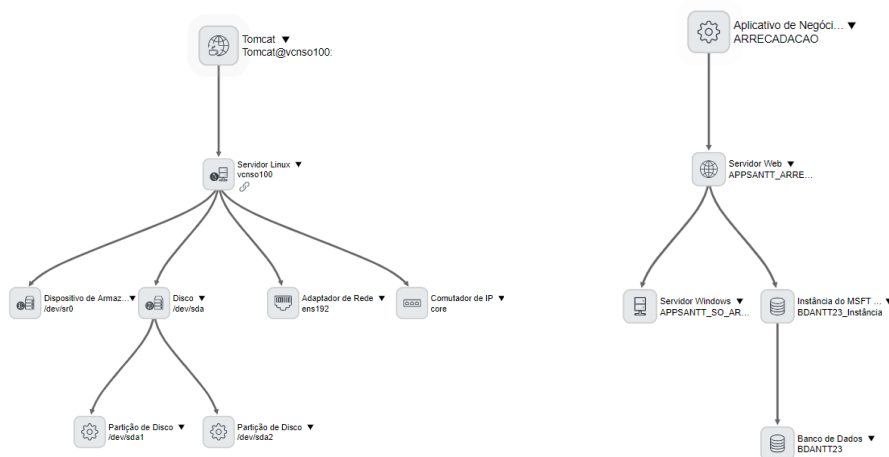 Tomcat ▼
Tomcat@vcnso100:
Aplicativo de Negóci... ▼
ARRECADACAO
Servidor Linux ▼
vcnso100
Servidor Web ▼
APPSANTT_ARRE...
Dispositivo de Armaz...▼
/dev/sr0
Disco ▼
/dev/sda
Adaptador de Rede ▼
ens192
Comutador de IP ▼
core
Servidor Windows ▼
APPSANTT_SO_AR...
Instância do MSFT ... ▼
BDANTT23_Instância
Partição de Disco ▼
/dev/sda1
Partição de Disco ▼
/dev/sda2
Banco de Dados ▼
BDANTT23